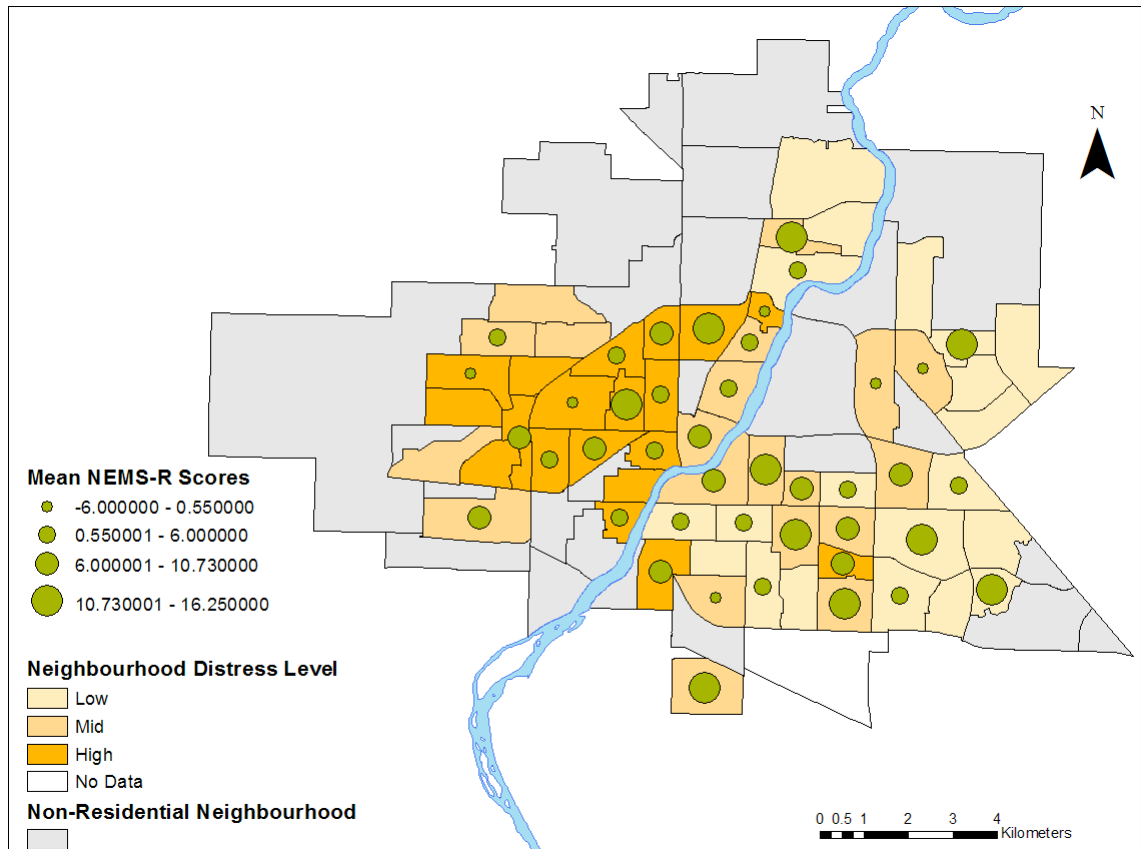 N
Mean NEMS-R Scores
-6.000000 - 0.550000
0.550001 - 6.000000
6.000001 - 10.730000
10.730001 - 16.250000
Neighbourhood Distress Level
Low
Mid
High
No Data
Non-Residential Neighbourhood
0 0.5 1 2 3 4
Kilometers